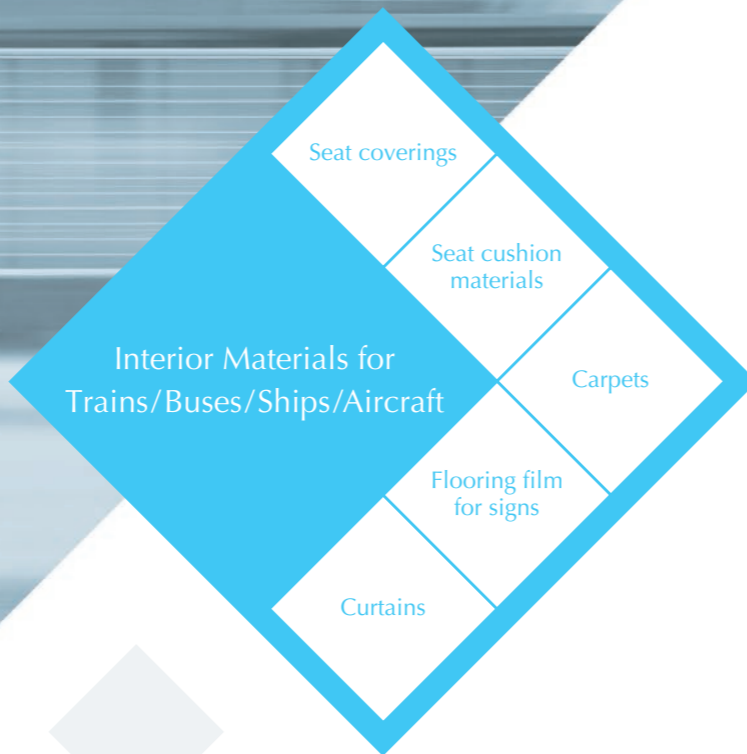 Seat coverings
Seat cushion
materials
Interior Materials for
Trains/Buses/Ships/Aircraft
Carpets
Flooring film
for signs
Curtains